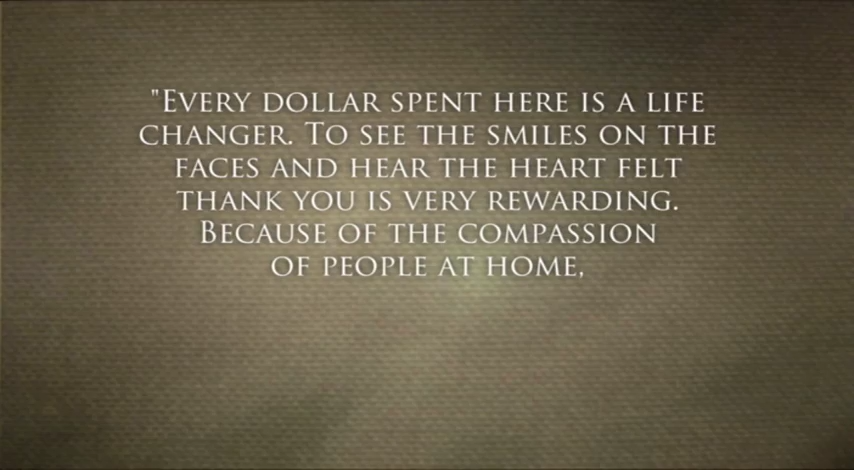 "Every dollar spent here is a life
changer. To see the smiles on the
faces and hear the heart felt
thank you is very rewarding.
Because of the compassion
of people at home,